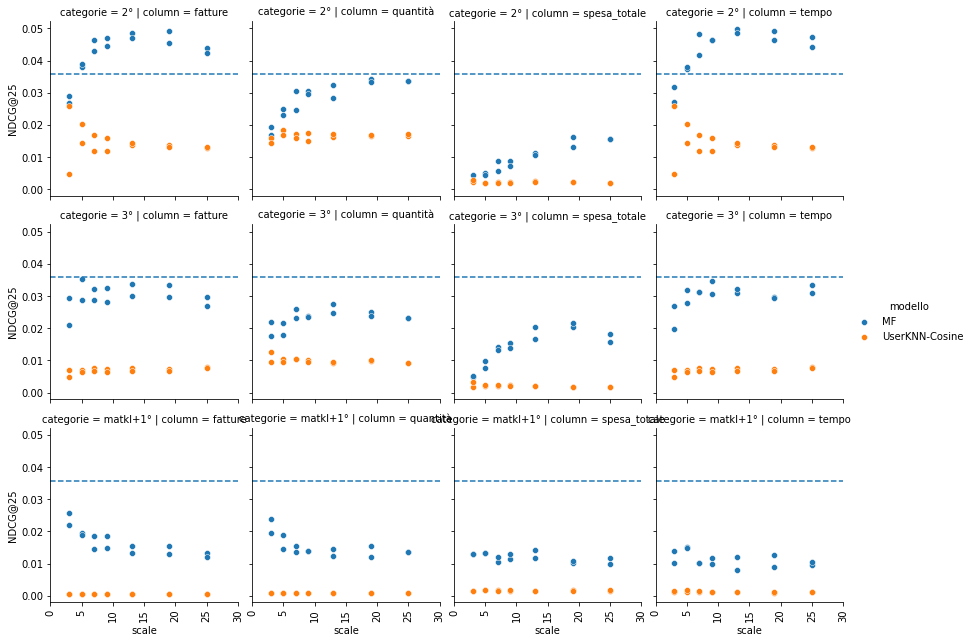 categorie = 2° | column = fatture
categorie = 2° | column = quantità
categorie = 2° | column = spesa_totale
categorie = 2° | column = tempo
0.05
0.04
0.03
0.02
0.01
0.00
NDCG@25
categorie = 3° | column = fatture
categorie = 3° | column = quantità
categorie = 3° | column = spesa_totale
categorie = 3° | column = tempo
0.05
0.04
0.03
0.02
0.01
0.00
NDCG@25
modello
MF
UserKNN-Cosine
categorie = matkl+1° | column = fatture
categorie = matkl+1° | column = quantità
categorie = matkl+1° | column = spesa_totale
categorie = matkl+1° | column = tempo
0.05
0.04
0.03
0.02
0.01
0.00
NDCG@25
0 5 10 15 20 25 30
0 5 10 15 20 25 30
0 5 10 15 20 25 30
0 5 10 15 20 25 30
scale
scale
scale
scale